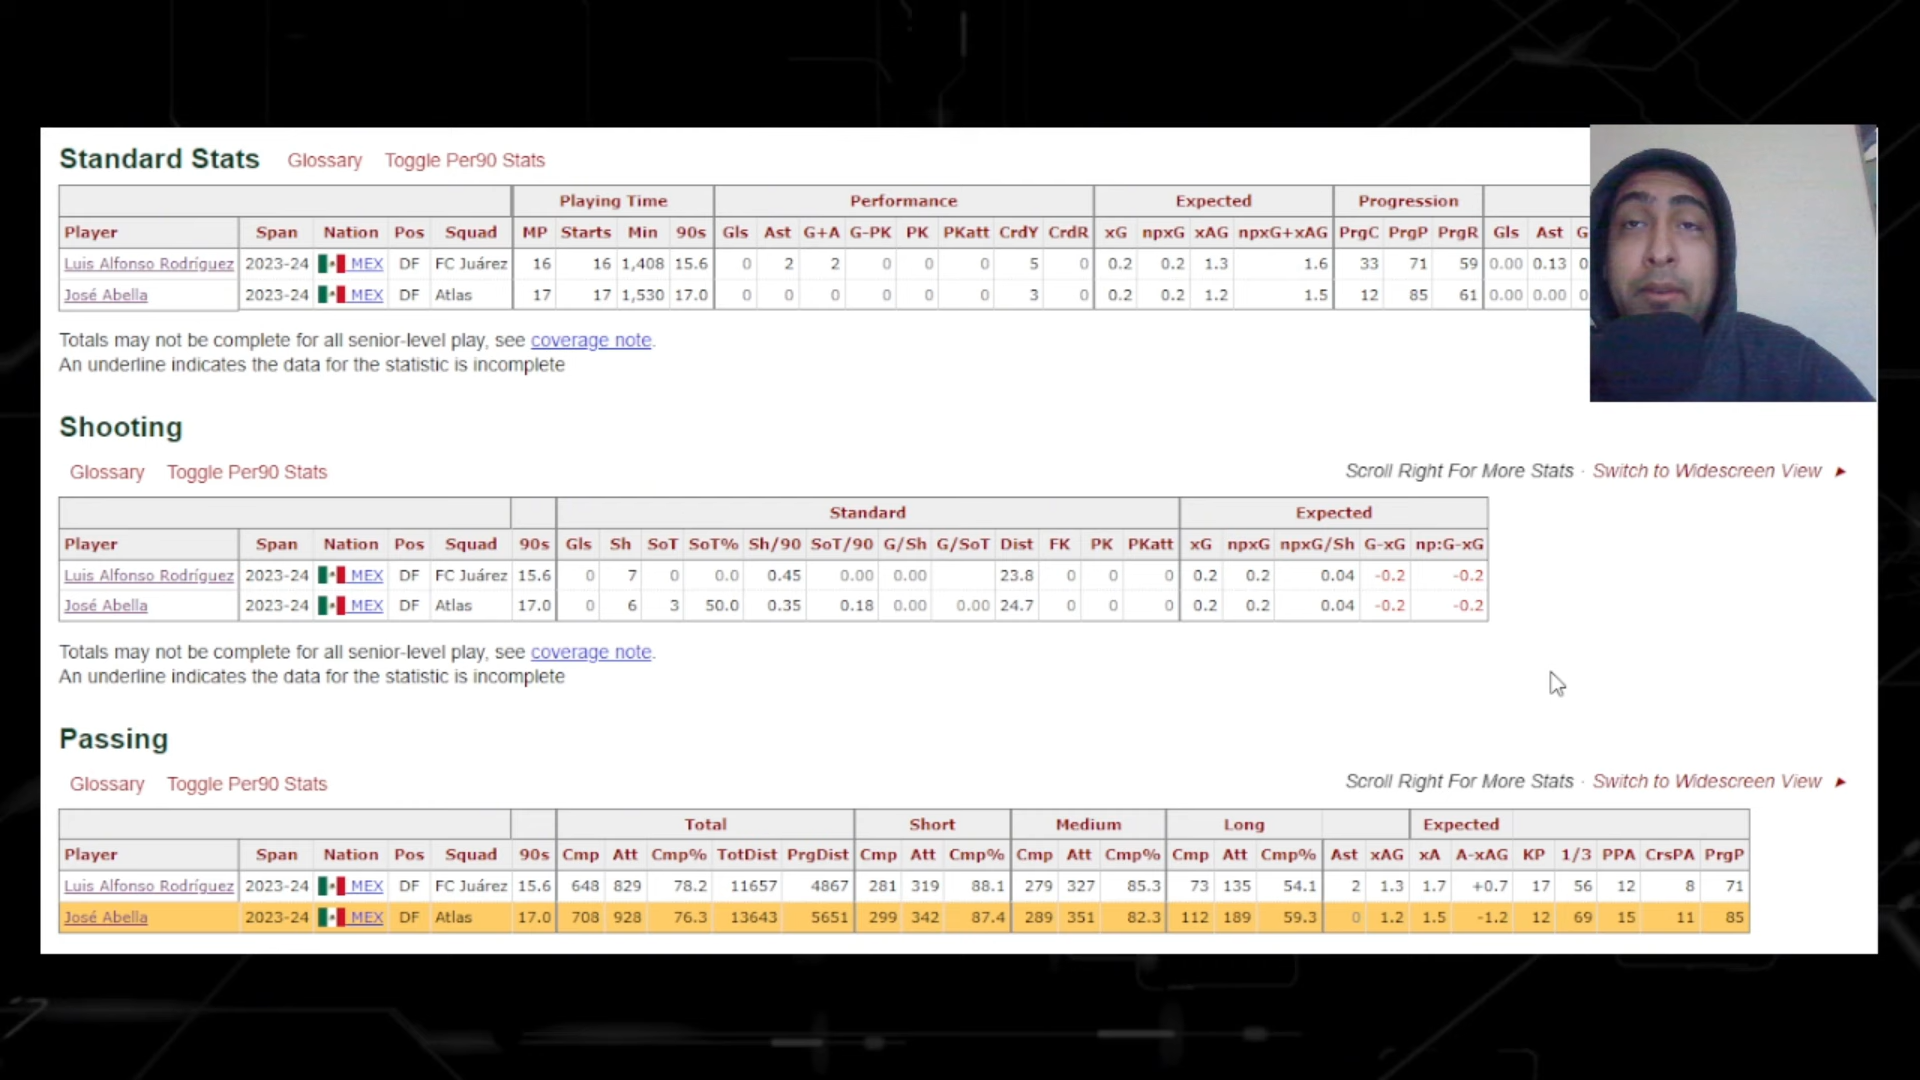 Standard Stats Glossary Toggle Per90 Stats
Playing Time Performance Expected Progression
Player Span Nation Pos Squad MP Starts Min 90s Gls Ast G+A G-PK PK PKatt CrdY CrdR xG npxG xAG npxG+xAG PrgC PrgP PrgR Gls Ast G
Luis Alfonso Rodríguez 2023-24 MEX DF FC Juárez 16 16 1,408 15.6 0 2 2 0 0 0 5 0 0.2 0.2 1.3 1.6 33 71 59 0.00 0.13 0
José Abella 2023-24 MEX DF Atlas 17 17 1,530 17.0 0 0 0 0 0 0 3 0 0.2 0.2 1.2 1.5 12 85 61 0.00 0.00 0
Totals may not be complete for all senior-level play, see coverage note.
An underline indicates the data for the statistic is incomplete
Shooting
Glossary Toggle Per90 Stats Scroll Right For More Stats · Switch to Widescreen View ►
Standard Expected
Player Span Nation Pos Squad 90s Gls Sh SoT SoT% Sh/90 SoT/90 G/Sh G/SoT Dist FK PK PKatt xG npxG npxG/Sh G-xG np:G-xG
Luis Alfonso Rodríguez 2023-24 MEX DF FC Juárez 15.6 0 7 0 0.0 0.45 0.00 0.00 23.8 0 0 0 0.2 0.2 0.04 -0.2 -0.2
José Abella 2023-24 MEX DF Atlas 17.0 0 6 3 50.0 0.35 0.18 0.00 0.00 24.7 0 0 0 0.2 0.2 0.04 -0.2 -0.2
Totals may not be complete for all senior-level play, see coverage note.
An underline indicates the data for the statistic is incomplete
Passing
Glossary Toggle Per90 Stats Scroll Right For More Stats · Switch to Widescreen View ►
Total Short Medium Long Expected
Player Span Nation Pos Squad 90s Cmp Att Cmp% TotDist PrgDist Cmp Att Cmp% Cmp Att Cmp% Cmp Att Cmp% Ast xAG xA A-xAG KP 1/3 PPA CrsPA PrgP
Luis Alfonso Rodríguez 2023-24 MEX DF FC Juárez 15.6 648 829 78.2 11657 4867 281 319 88.1 279 327 85.3 73 135 54.1 2 1.3 1.7 +0.7 17 56 12 8 71
José Abella 2023-24 MEX DF Atlas 17.0 708 928 76.3 13643 5651 299 342 87.4 289 351 82.3 112 189 59.3 0 1.2 1.5 -1.2 12 69 15 11 85